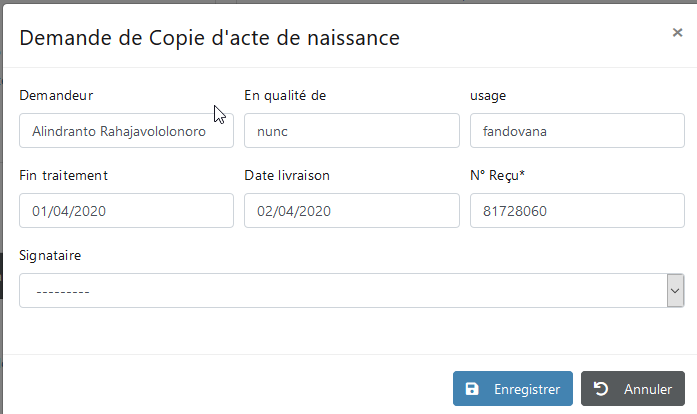 Demande de Copie d'acte de naissance
×
Demandeur En qualité de usage
Alindranto Rahajavololonoro nunc fandovana
Fin traitement Date livraison N° Reçu*
01/04/2020 02/04/2020 81728060
Signataire
---------
Enregistrer Annuler